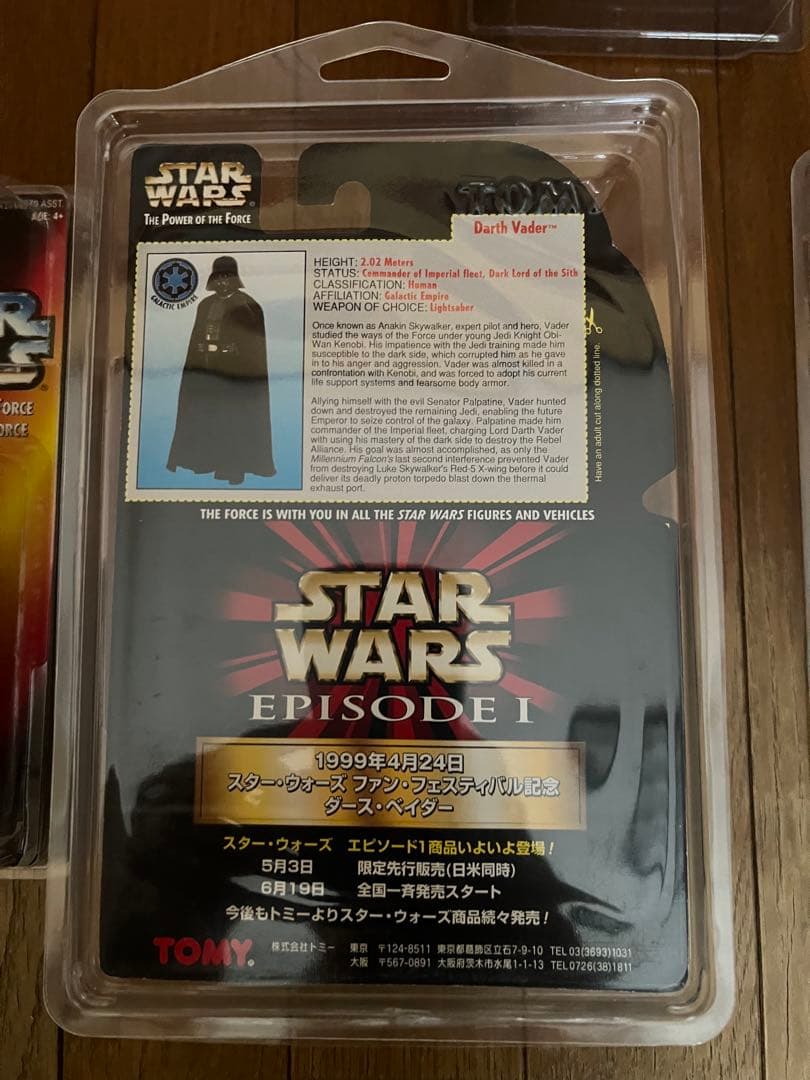 STAR
WARS
THE POWER OF THE FORCE
TOMY
Darth Vader™
GALACTIC EMPIRE
HEIGHT: 2.02 Meters
STATUS: Commander of Imperial fleet, Dark Lord of the Sith
CLASSIFICATION: Human
AFFILIATION: Galactic Empire
WEAPON OF CHOICE: Lightsaber
Once known as Anakin Skywalker, expert pilot and hero, Vader
studied the ways of the Force under young Jedi Knight Obi-
Wan Kenobi. His impatience with the Jedi training made him
susceptible to the dark side, which corrupted him as he gave
in to his anger and aggression. Vader was almost killed in a
confrontation with Kenobi, and was forced to adopt his current
life support systems and fearsome body armor.
Allying himself with the evil Senator Palpatine, Vader hunted
down and destroyed the remaining Jedi, enabling the future
Emperor to seize control of the galaxy. Palpatine made him
commander of the Imperial fleet, charging Lord Darth Vader
with using his mastery of the dark side to destroy the Rebel
Alliance. His goal was almost accomplished, as only the
Millennium Falcon's last second interference prevented Vader
from destroying Luke Skywalker's Red-5 X-wing before it could
deliver its deadly proton torpedo blast down the thermal
exhaust port.
Have an adult cut along dotted line.
THE FORCE IS WITH YOU IN ALL THE STAR WARS FIGURES AND VEHICLES
STAR
WARS
EPISODE I
1999年4月24日
スター・ウォーズ ファン・フェスティバル記念
ダース・ベイダー
スター・ウォーズ エピソード1商品いよいよ登場!
5月3日 限定先行販売(日米同時)
6月19日 全国一斉発売スタート
今後もトミーよりスター・ウォーズ商品続々発売!
TOMY. 株式会社トミー 東京 〒124-8511 東京都葛飾区立石7-9-10 TEL 03(3693)1031
大阪 〒567-0891 大阪府茨木市水尾1-1-13 TEL 0726(38)1811
ASST.
AGE: 4+
FORCE